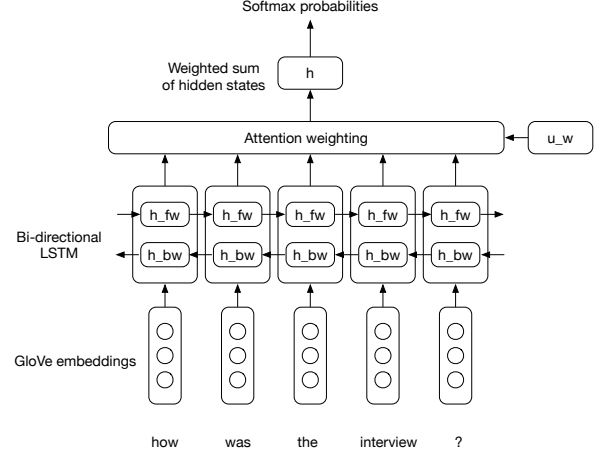 Softmax probabilities
Weighted sum
of hidden states
h
Attention weighting
u_w
h_fw h_fw h_fw h_fw h_fw
Bi-directional
LSTM
h_bw h_bw h_bw h_bw h_bw
GloVe embeddings
how was the interview ?